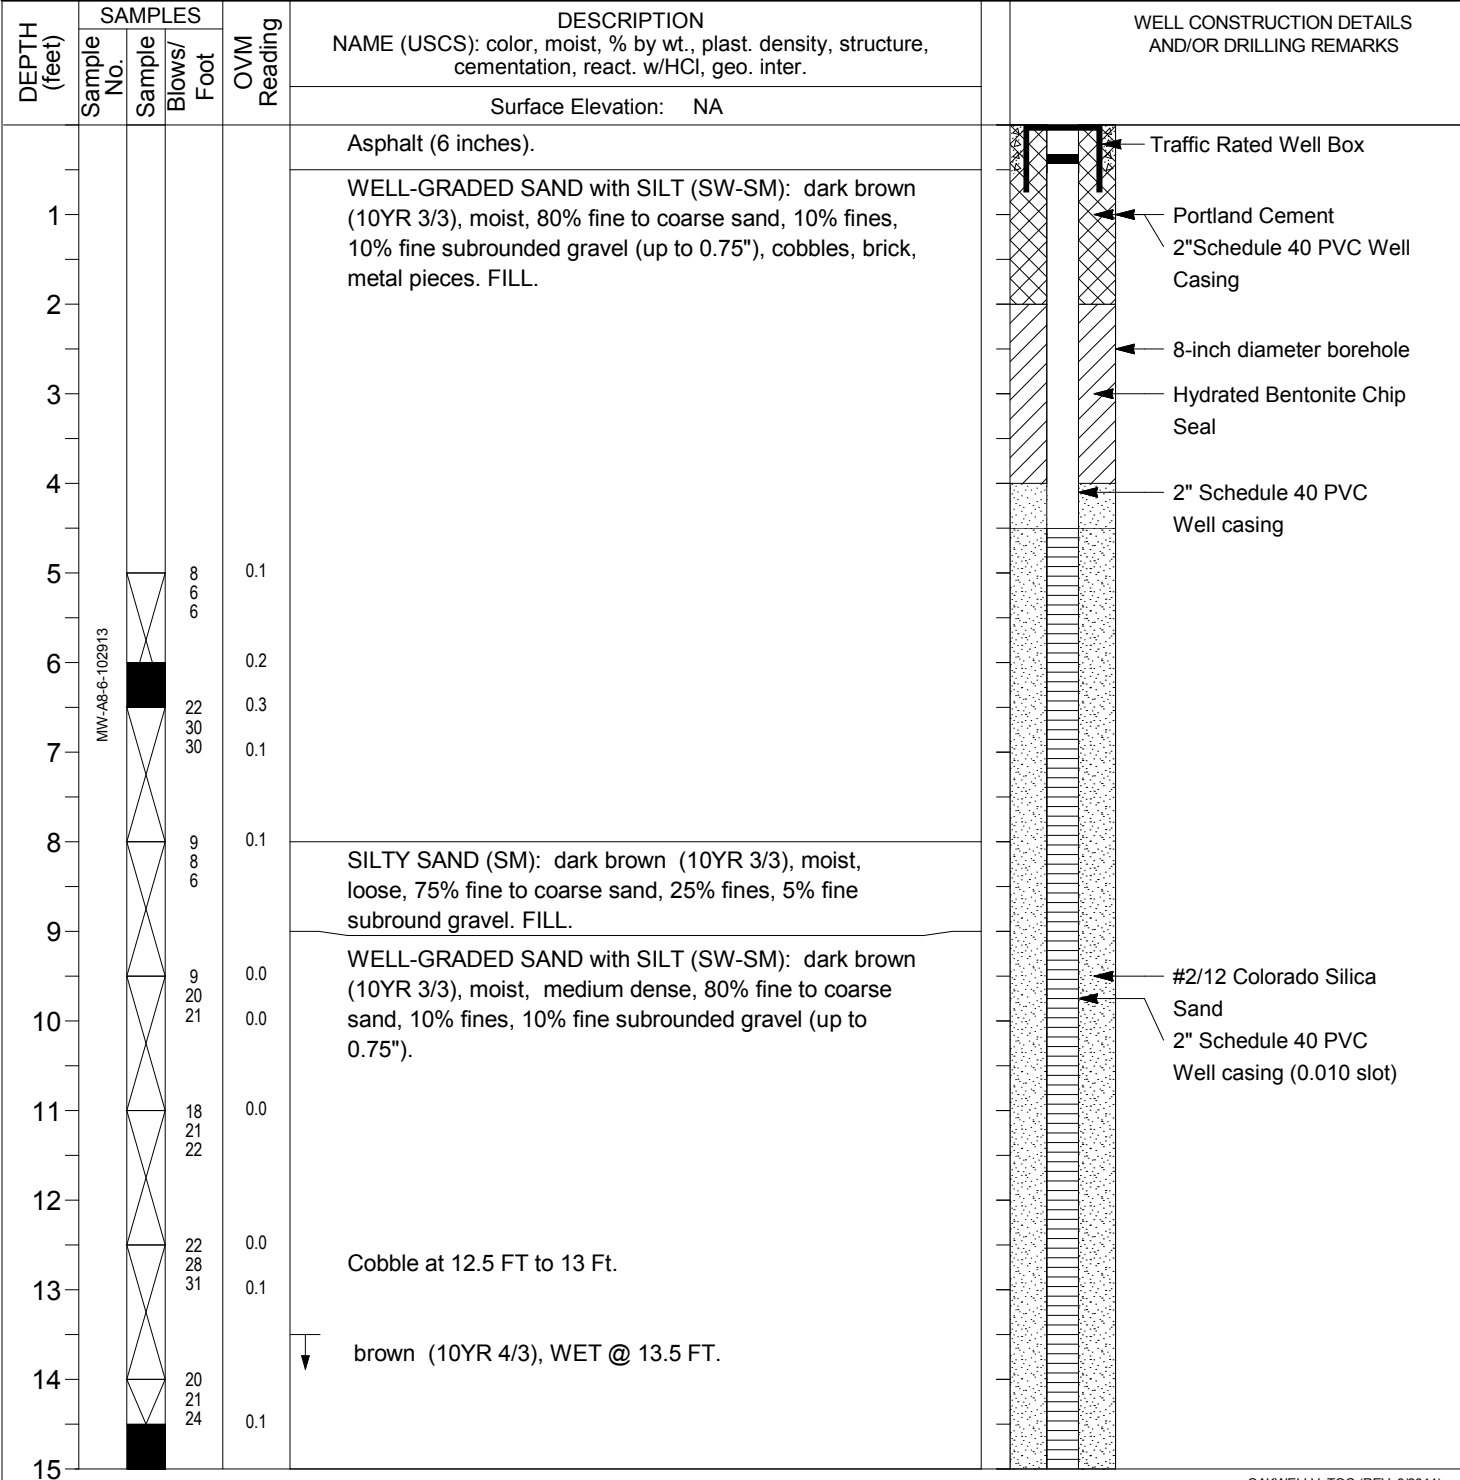 DEPTH
(feet)
SAMPLES
Sample
No.
Sample
Blows/
Foot
OVM
Reading
DESCRIPTION
NAME (USCS): color, moist, % by wt., plast. density, structure,
cementation, react. w/HCl, geo. inter.
Surface Elevation: NA
WELL CONSTRUCTION DETAILS
AND/OR DRILLING REMARKS
Asphalt (6 inches).
Traffic Rated Well Box
WELL-GRADED SAND with SILT (SW-SM): dark brown
(10YR 3/3), moist, 80% fine to coarse sand, 10% fines,
10% fine subrounded gravel (up to 0.75"), cobbles, brick,
metal pieces. FILL.
1
Portland Cement
2"Schedule 40 PVC Well
Casing
2
8-inch diameter borehole
3
Hydrated Bentonite Chip
Seal
4
2" Schedule 40 PVC
Well casing
5
8
6
6
0.1
MW-A8-6-102913
6
0.2
22
30
30
0.3
7
0.1
8
9
8
6
0.1
SILTY SAND (SM): dark brown (10YR 3/3), moist,
loose, 75% fine to coarse sand, 25% fines, 5% fine
subround gravel. FILL.
9
WELL-GRADED SAND with SILT (SW-SM): dark brown
(10YR 3/3), moist, medium dense, 80% fine to coarse
sand, 10% fines, 10% fine subrounded gravel (up to
0.75").
9
20
21
0.0
10
0.0
#2/12 Colorado Silica
Sand
2" Schedule 40 PVC
Well casing (0.010 slot)
11
18
21
22
0.0
12
22
28
31
0.0
Cobble at 12.5 FT to 13 Ft.
13
0.1
brown (10YR 4/3), WET @ 13.5 FT.
14
20
21
24
0.1
15